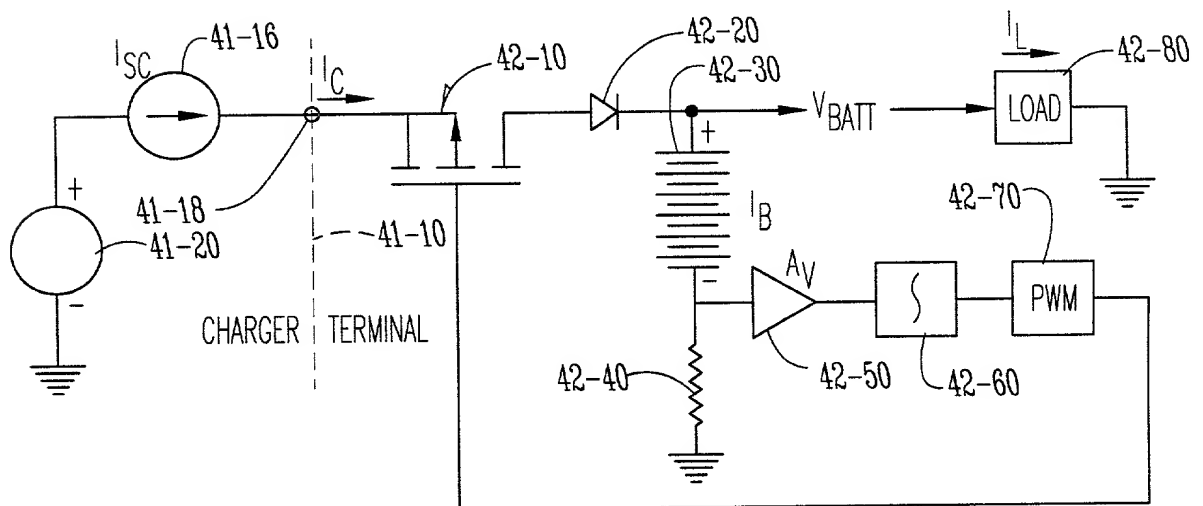 41-16
I_SC
I_C
42-10
42-20
42-30
I_L
42-80
V_BATT
LOAD
+
+
41-18
41-20
41-10
I_B
42-70
-
-
A_V
∫
PWM
CHARGER
TERMINAL
42-40
42-50
42-60